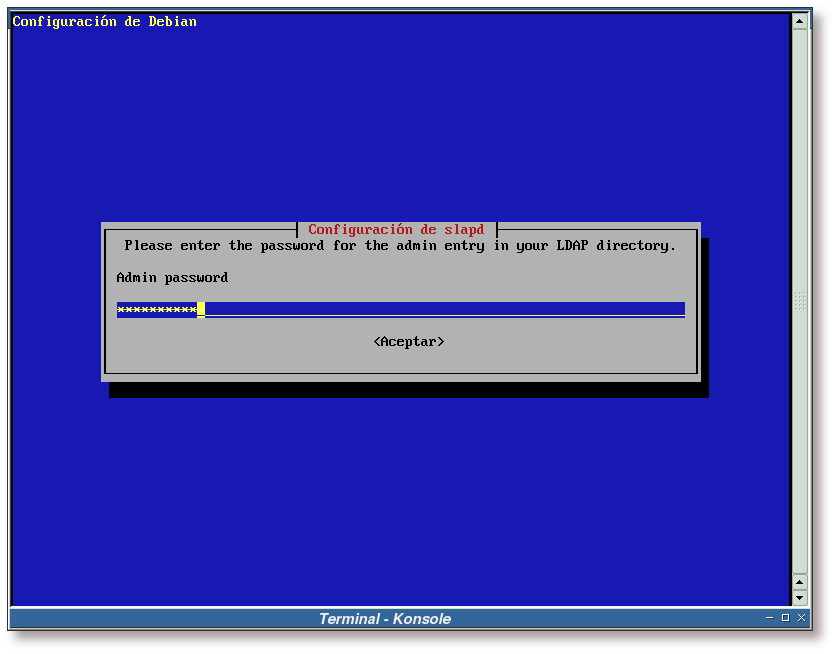 Configuración de Debian
Configuración de slapd
Please enter the password for the admin entry in your LDAP directory.
Admin password
**********
<Aceptar>
Terminal - Konsole